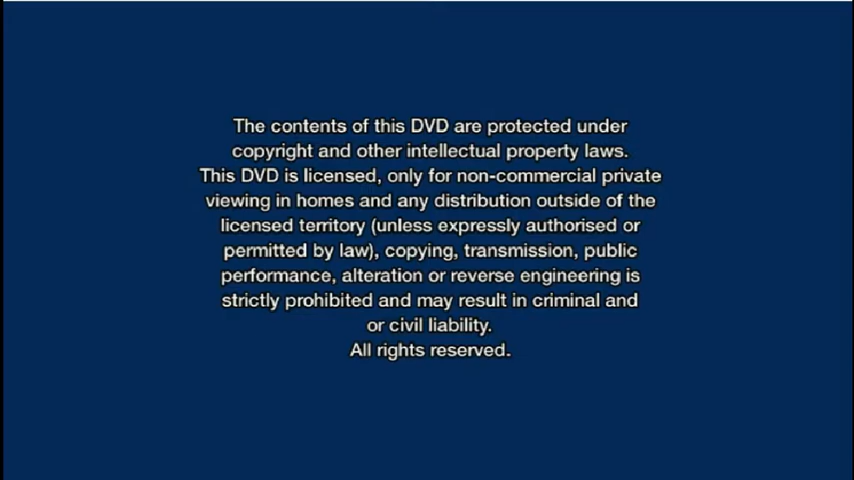 The contents of this DVD are protected under
copyright and other intellectual property laws.
This DVD is licensed, only for non-commercial private
viewing in homes and any distribution outside of the
licensed territory (unless expressly authorised or
permitted by law), copying, transmission, public
performance, alteration or reverse engineering is
strictly prohibited and may result in criminal and
or civil liability.
All rights reserved.